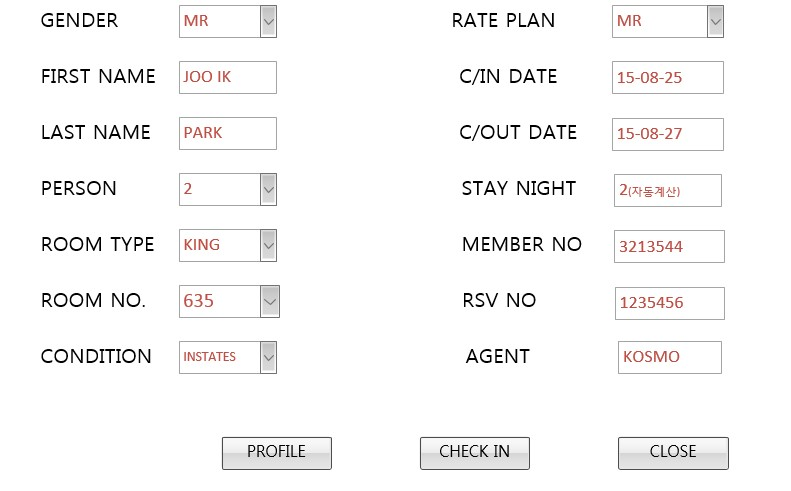 GENDER MR RATE PLAN MR
FIRST NAME JOO IK C/IN DATE 15-08-25
LAST NAME PARK C/OUT DATE 15-08-27
PERSON 2 STAY NIGHT 2(자동계산)
ROOM TYPE KING MEMBER NO 3213544
ROOM NO. 635 RSV NO 1235456
CONDITION INSTATES AGENT KOSMO
PROFILE CHECK IN CLOSE